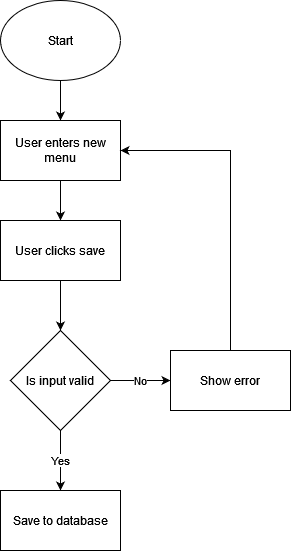 Start
User enters new
menu
User clicks save
Is input valid
No
Show error
Yes
Save to database